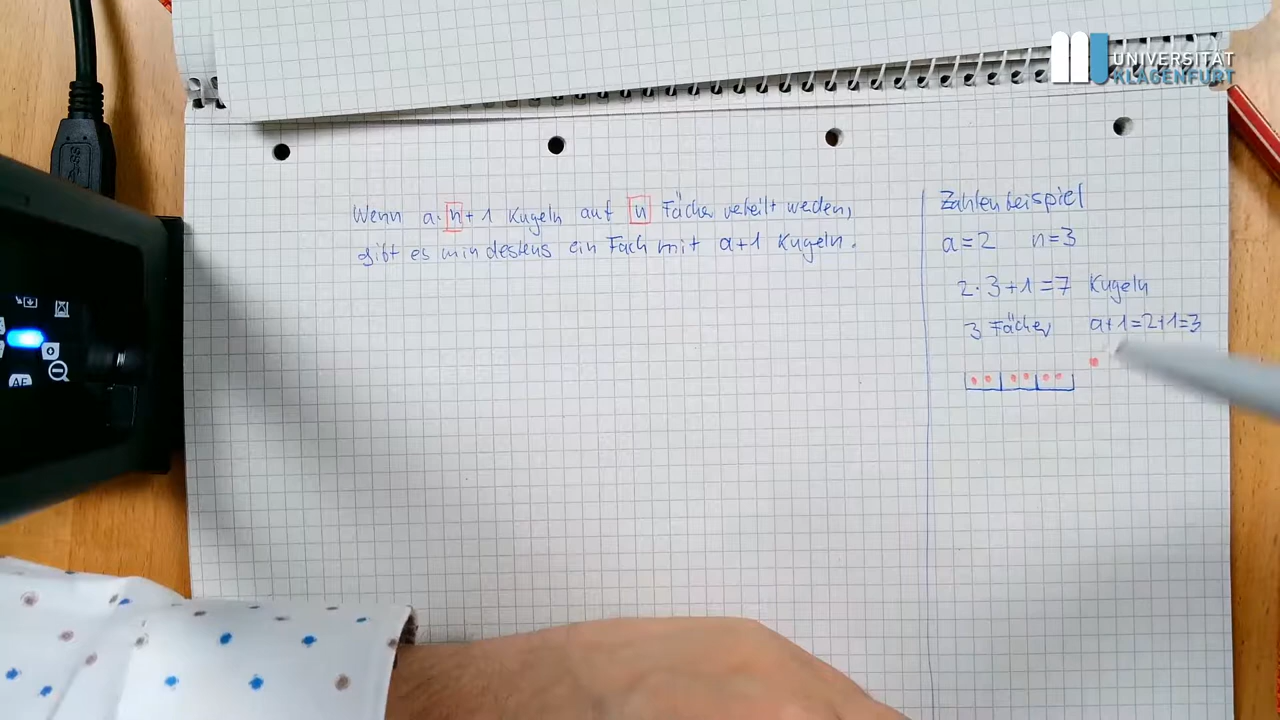 UNIVERSITÄT
KLAGENFURT
Wenn a·n+1 Kugeln auf n Fächer verteilt werden,
gibt es mindestens ein Fach mit a+1 Kugeln.
Zahlenbeispiel
a=2 n=3
2·3+1=7 Kugeln
3 Fächer a+1=2+1=3
AF